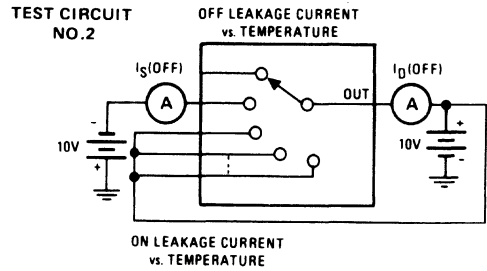 TEST CIRCUIT
NO.2
OFF LEAKAGE CURRENT
vs. TEMPERATURE
IS(OFF)
A
OUT
ID(OFF)
A
-
10V
+
+
10V
-
ON LEAKAGE CURRENT
vs. TEMPERATURE